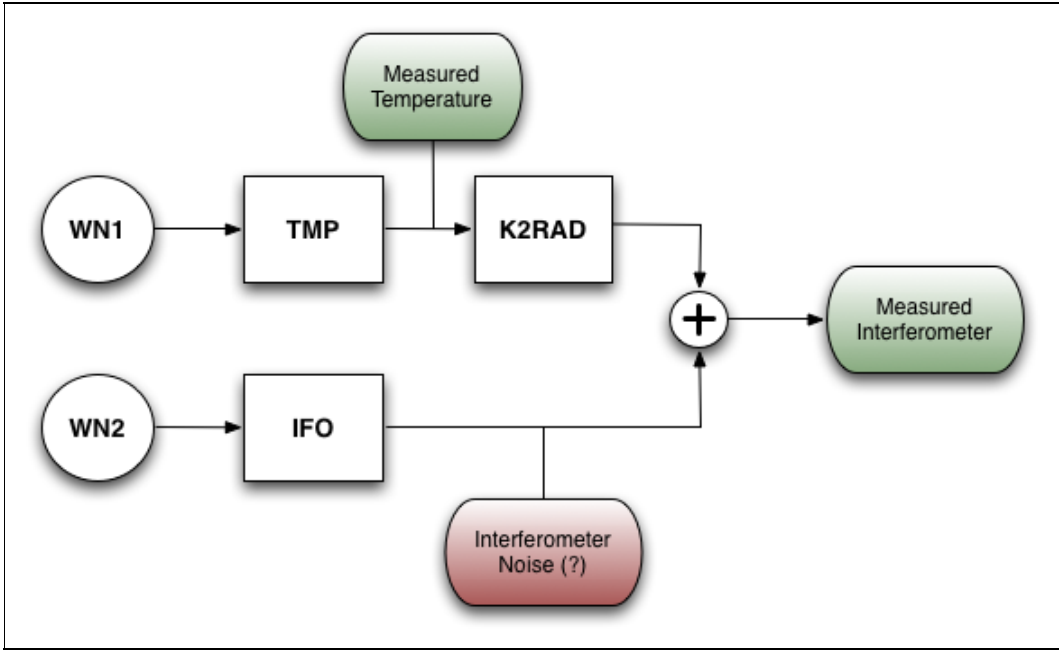 Measured
Temperature
WN1
TMP
K2RAD
Measured
Interferometer
WN2
IFO
Interferometer
Noise (?)